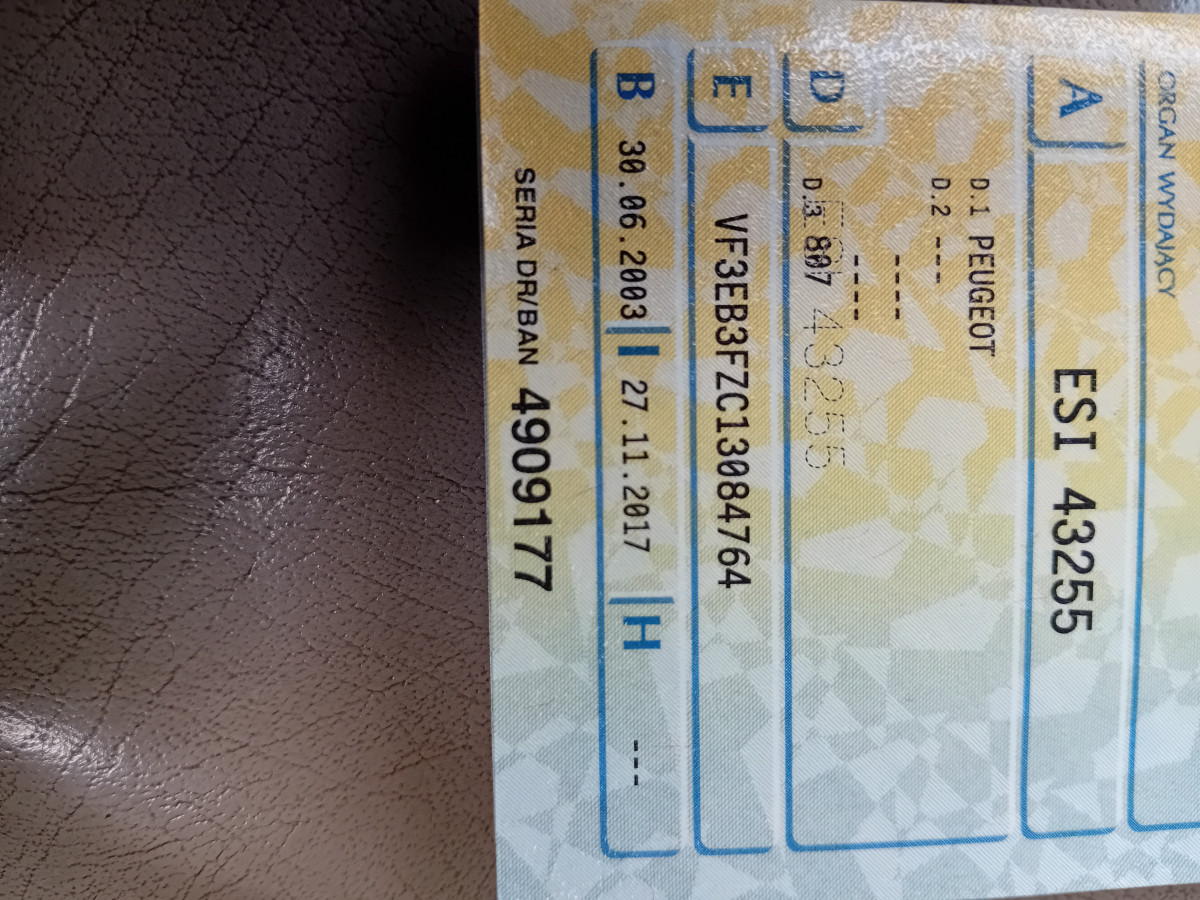 ORGAN WYDAJĄCY
A ESI 43255
D.1 PEUGEOT
D.2 ---
----
----
D D.3 807
43255
E VF3EB3FZC13084764
B 30.06.2003 I 27.11.2017 H ---
SERIA DR/BAN 4909177